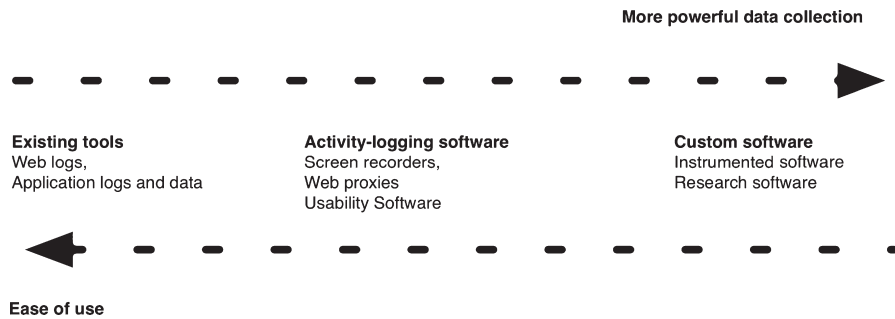 More powerful data collection
Existing tools
Web logs,
Application logs and data
Activity-logging software
Screen recorders,
Web proxies
Usability Software
Custom software
Instrumented software
Research software
Ease of use